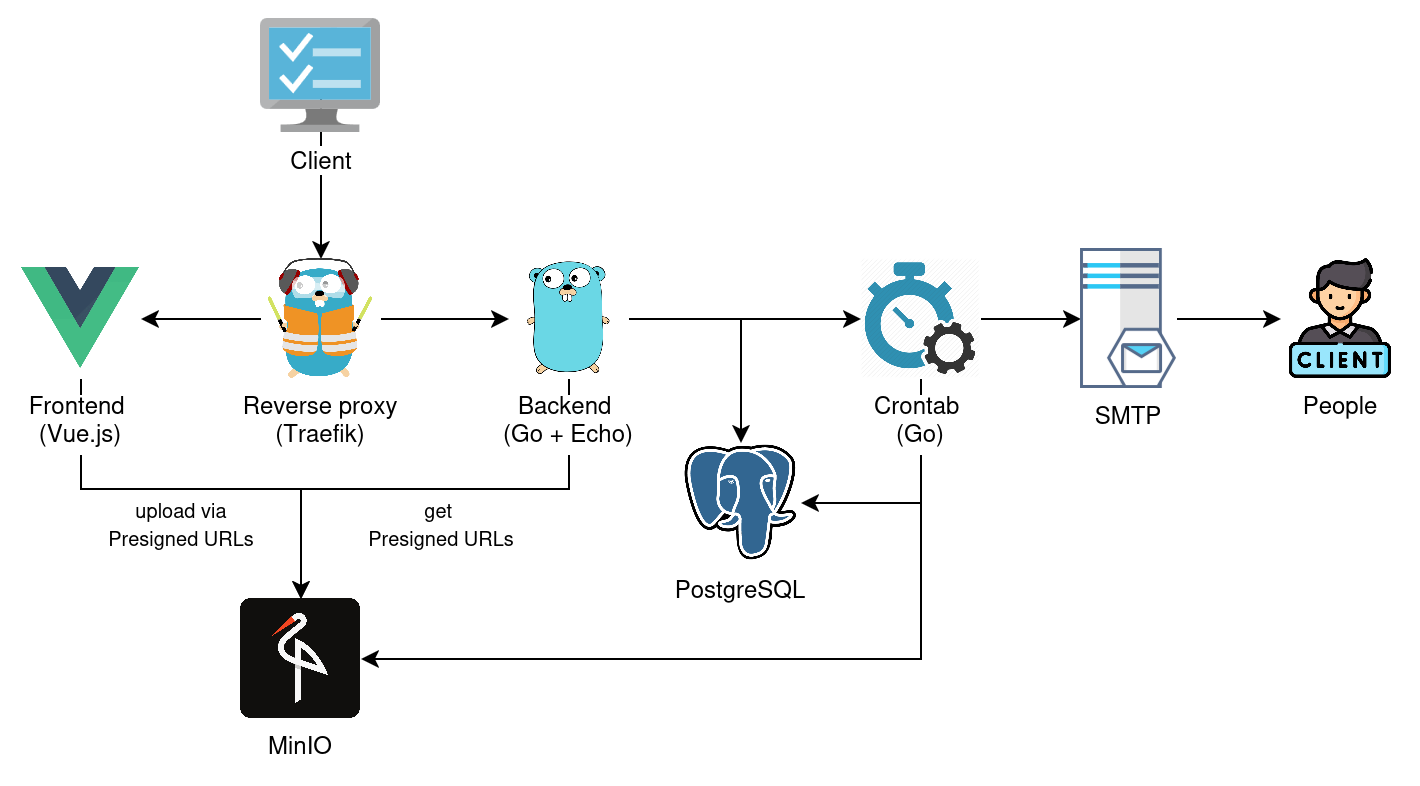 Client
Frontend
(Vue.js)
Reverse proxy
(Traefik)
Backend
(Go + Echo)
Crontab
(Go)
SMTP
CLIENT
People
upload via
Presigned URLs
get
Presigned URLs
PostgreSQL
MinIO